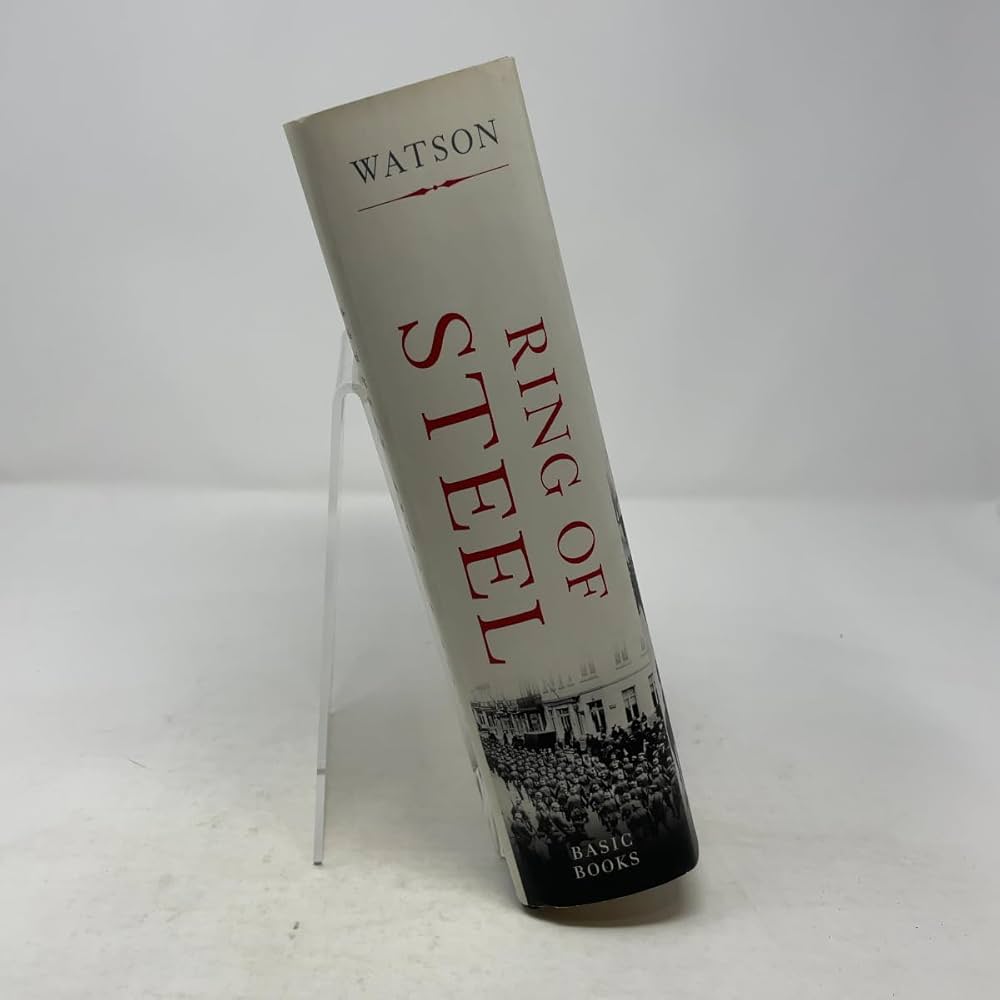 WATSON
RING OF
STEEL
BASIC
BOOKS